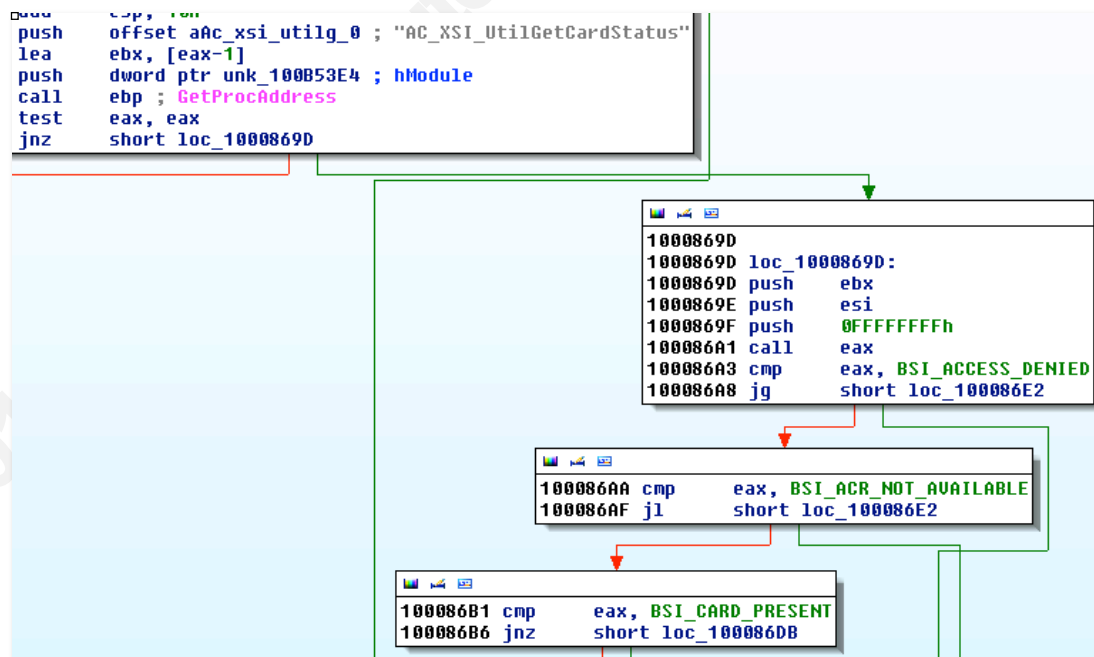 push    offset aAc_xsi_utilg_0 ; "AC_XSI_UtilGetCardStatus"
lea     ebx, [eax-1]
push    dword ptr unk_100B53E4 ; hModule
call    ebp ; GetProcAddress
test    eax, eax
jnz     short loc_1000869D
1000869D
1000869D loc_1000869D:
1000869D push    ebx
1000869E push    esi
1000869F push    0FFFFFFFFh
100086A1 call    eax
100086A3 cmp     eax, BSI_ACCESS_DENIED
100086A8 jg      short loc_100086E2
100086AA cmp     eax, BSI_ACR_NOT_AVAILABLE
100086AF jl      short loc_100086E2
100086B1 cmp     eax, BSI_CARD_PRESENT
100086B6 jnz     short loc_100086DB